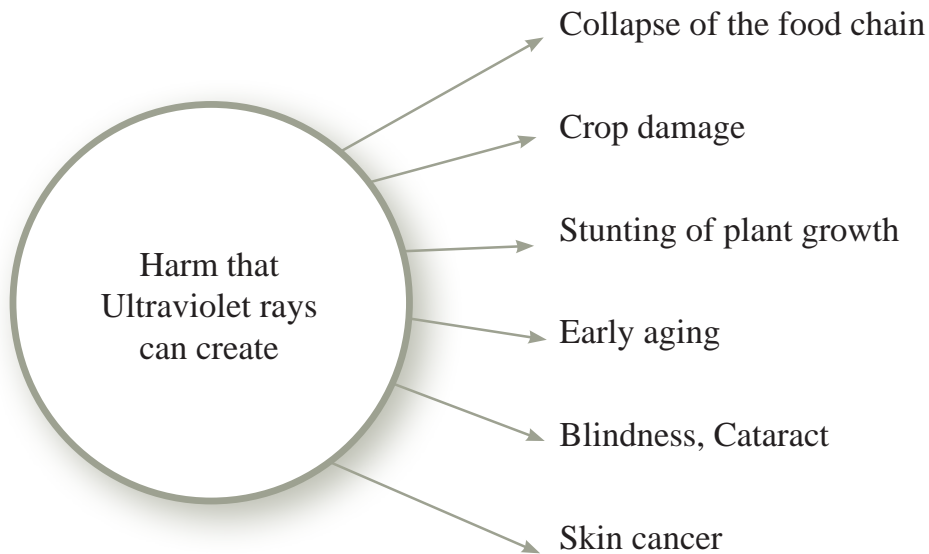 Collapse of the food chain
Crop damage
Stunting of plant growth
Harm that
Ultraviolet rays
can create
Early aging
Blindness, Cataract
Skin cancer